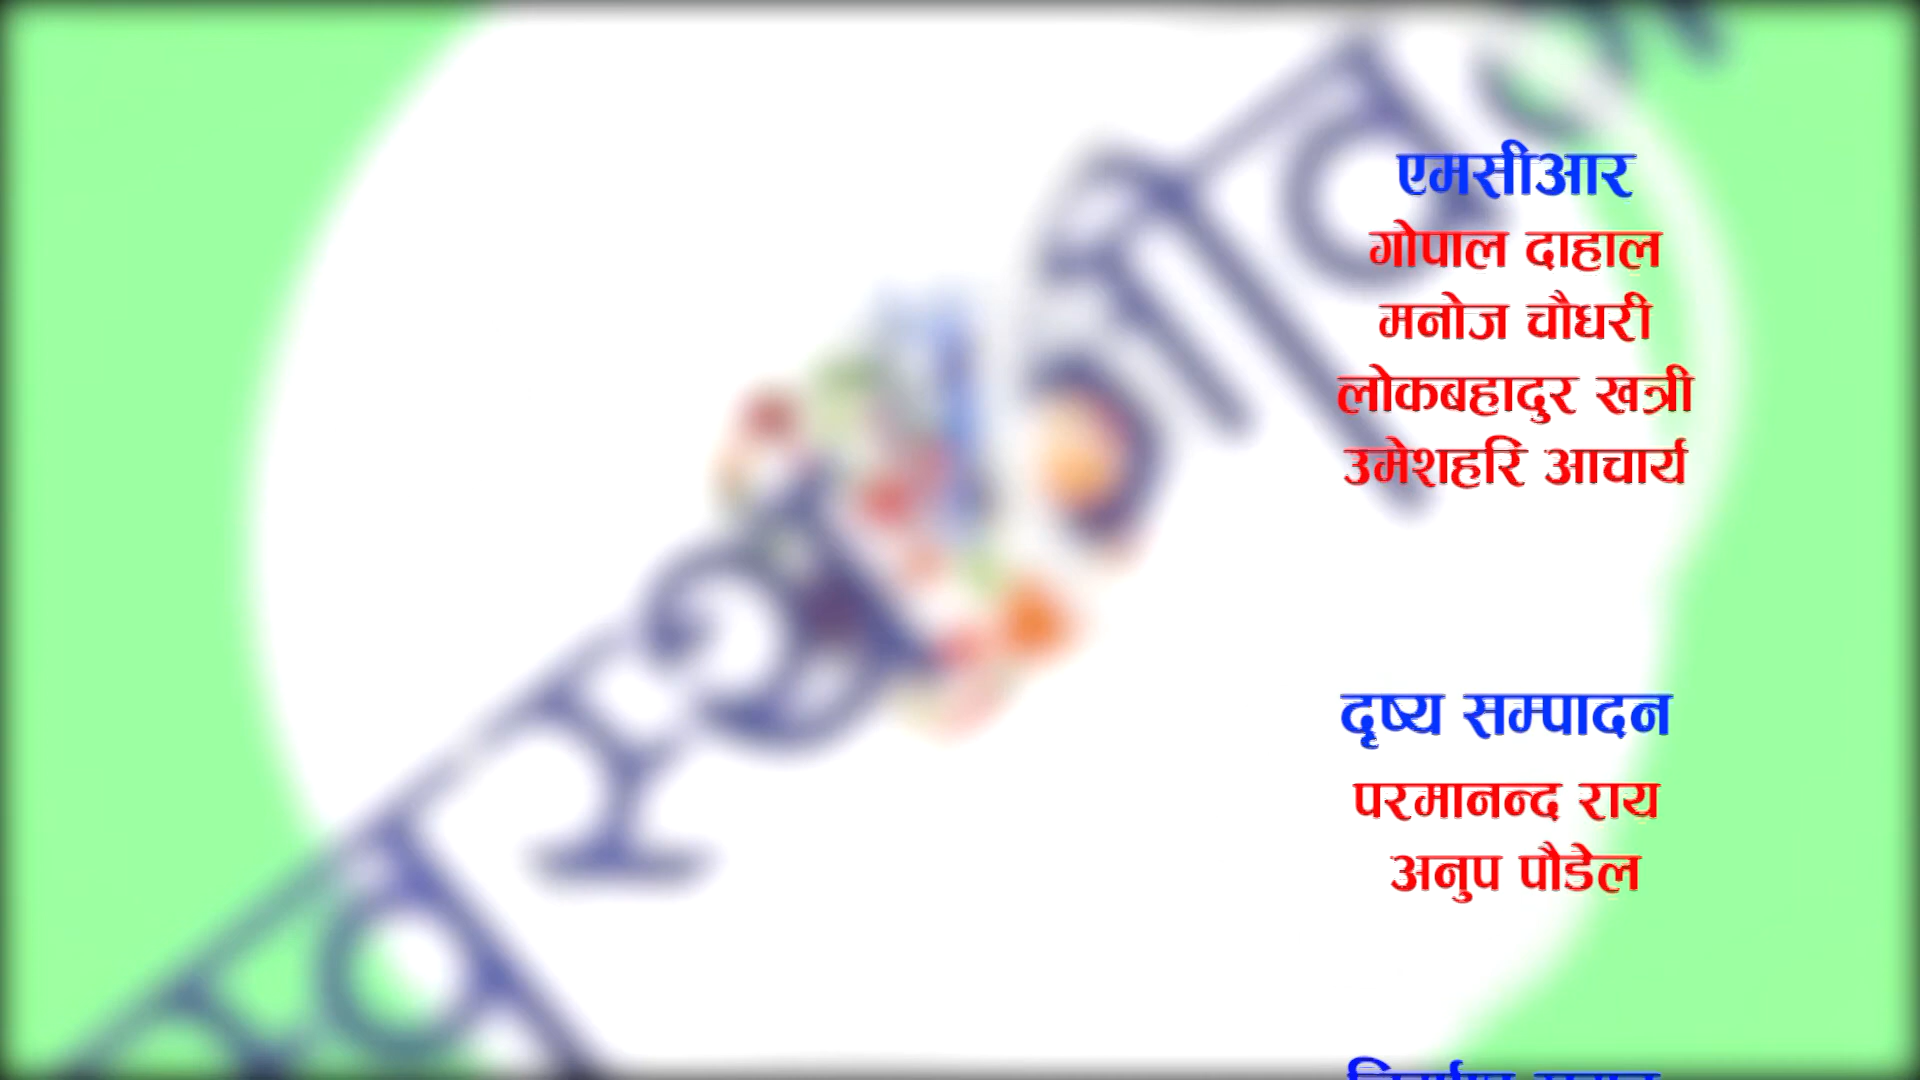 एमसीआर
गोपाल दाहाल
मनोज चौधरी
लोकबहादुर खत्री
उमेशहरि आचार्य
दृष्य सम्पादन
परमानन्द राय
अनुप पौडेल